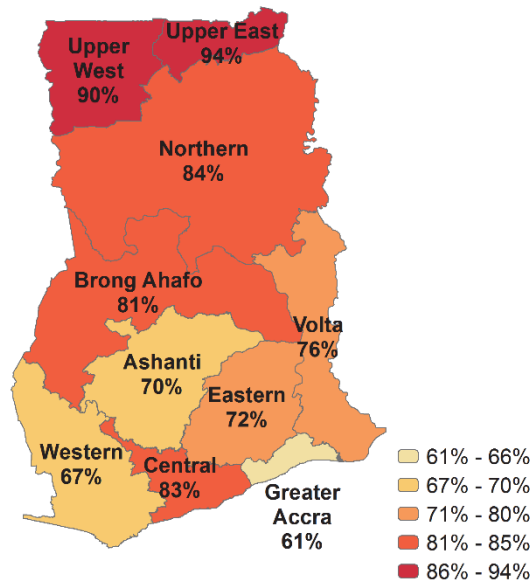 Upper East
94%
Upper
West
90%
Northern
84%
Brong Ahafo
81%
Volta
76%
Ashanti
70%
Eastern
72%
Western
67%
Central
83%
Greater
Accra
61%
61% - 66%
67% - 70%
71% - 80%
81% - 85%
86% - 94%